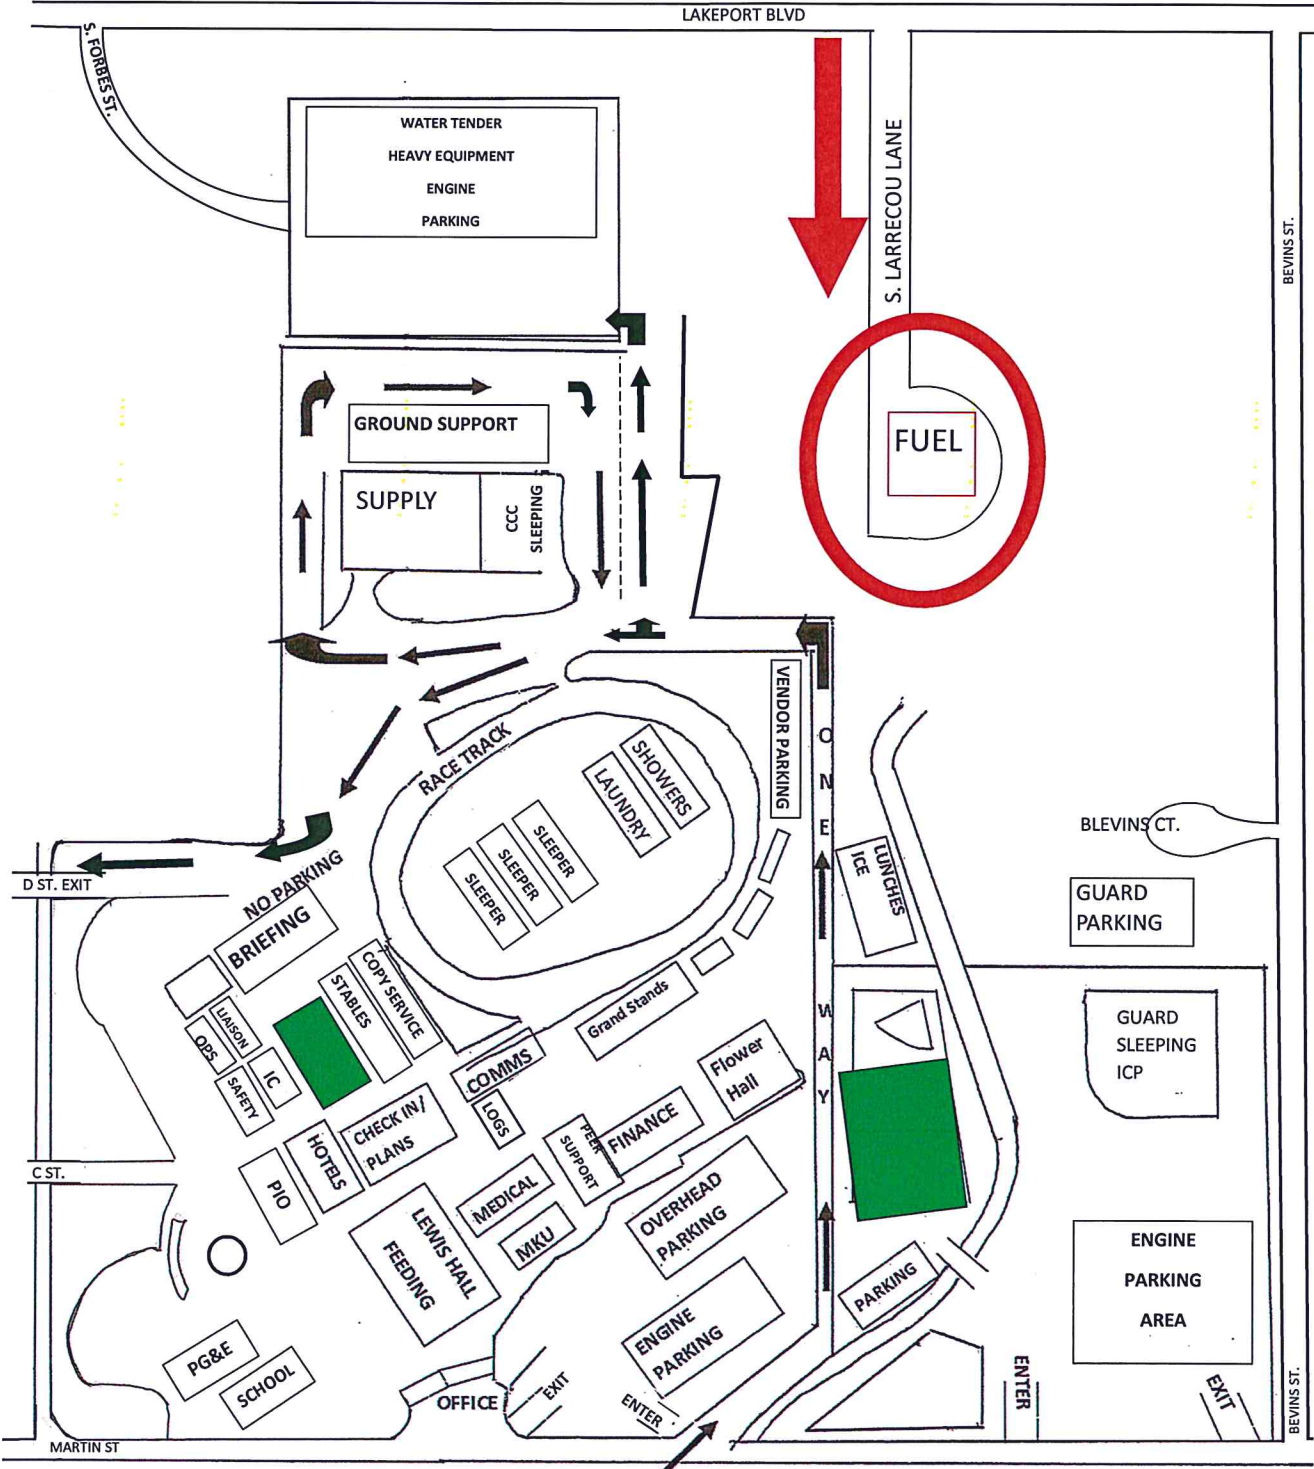 LAKEPORT BLVD
S. FORBES ST.
WATER TENDER
HEAVY EQUIPMENT
ENGINE
PARKING
S. LARRECOU LANE
BEVINS ST.
GROUND SUPPORT
FUEL
SUPPLY
CCC
SLEEPING
VENDOR PARKING
RACE TRACK
ONE WAY
SHOWERS
LAUNDRY
SLEEPER
SLEEPER
SLEEPER
BLEVINS CT.
LUNCHES
ICE
D ST. EXIT
NO PARKING
BRIEFING
GUARD
PARKING
COPY SERVICE
STABLES
Grand Stands
LIAISON
OPS
IC
SAFETY
COMMS
LOGS
Flower
Hall
GUARD
SLEEPING
ICP
CHECK IN/
PLANS
HOTELS
PEER
SUPPORT
FINANCE
C ST.
PIO
MEDICAL
MKU
OVERHEAD
PARKING
LEWIS HALL
FEEDING
ENGINE
PARKING
AREA
PARKING
ENGINE
PARKING
PG&E
SCHOOL
OFFICE
EXIT
ENTER
ENTER
EXIT
BEVINS ST.
MARTIN ST